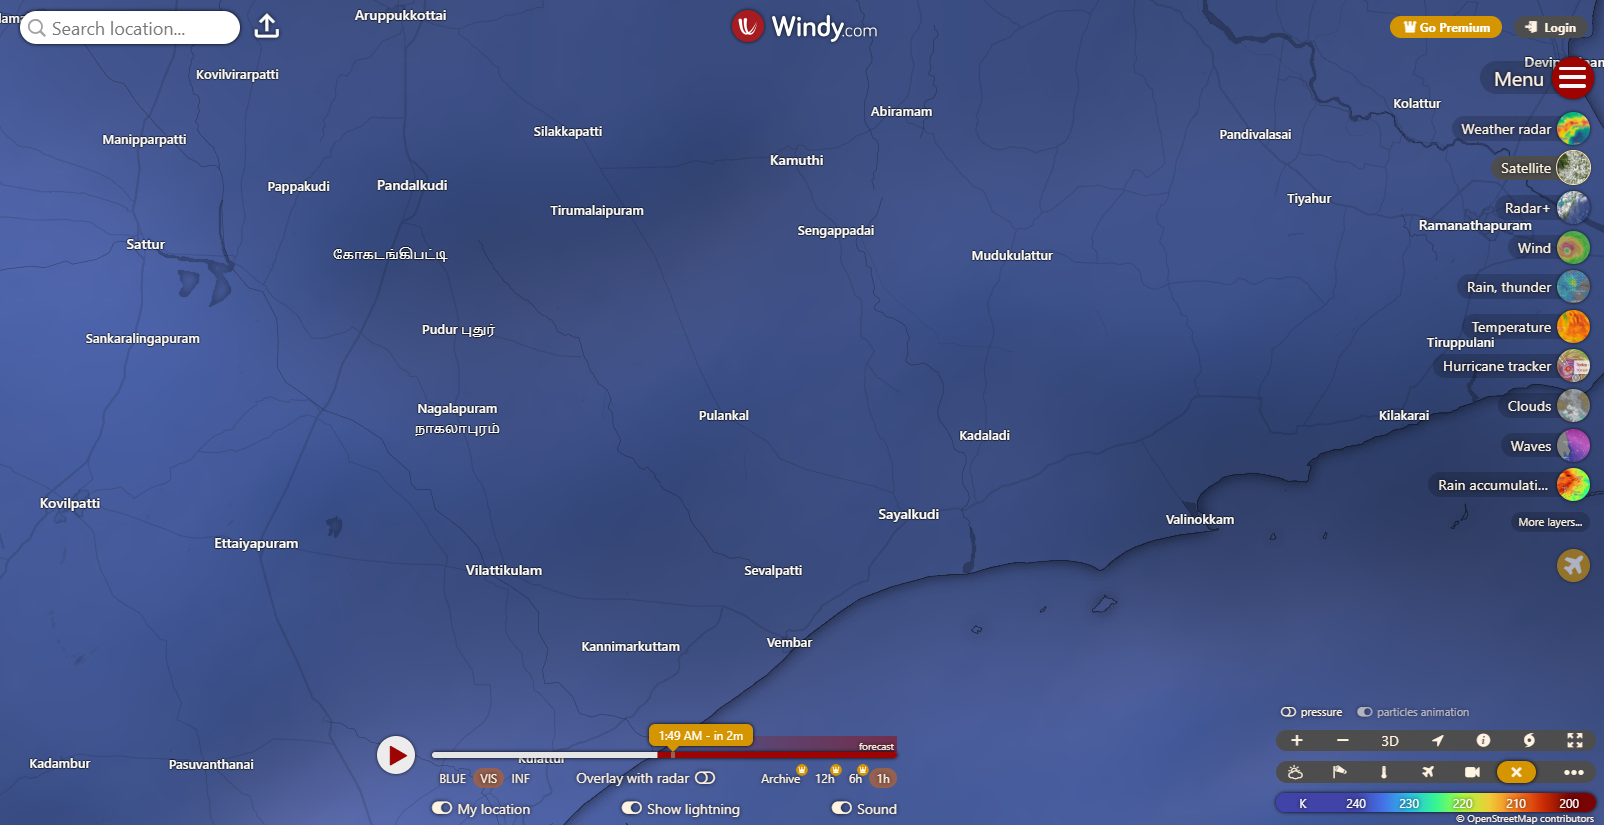 Search location...
Windy.com
Go Premium
Login
Menu
Weather radar
Satellite
Radar+
Wind
Rain, thunder
Temperature
Hurricane tracker
Clouds
Waves
Rain accumulati...
More layers...
Aruppukkottai
Kovilvirarpatti
Kolattur
Abiramam
Silakkapatti
Pandivalasai
Manipparpatti
Kamuthi
Pappakudi
Pandalkudi
Tiyahur
Tirumalaipuram
Ramanathapuram
Sengappadai
Sattur
கோகடங்கிபட்டி
Mudukulattur
Pudur புதூர்
Sankaralingapuram
Tiruppulani
Nagalapuram
நாகலாபுரம்
Pulankal
Kilakarai
Kadaladi
Kovilpatti
Sayalkudi
Valinokkam
Ettaiyapuram
Vilattikulam
Sevalpatti
Kannimarkuttam
Vembar
Kadambur
Pasuvanthanai
Kulattur
1:49 AM - in 2m
forecast
BLUE VIS INF
Overlay with radar
Archive 12h 6h 1h
My location
Show lightning
Sound
pressure
particles animation
3D
K 240 230 220 210 200
© OpenStreetMap contributors